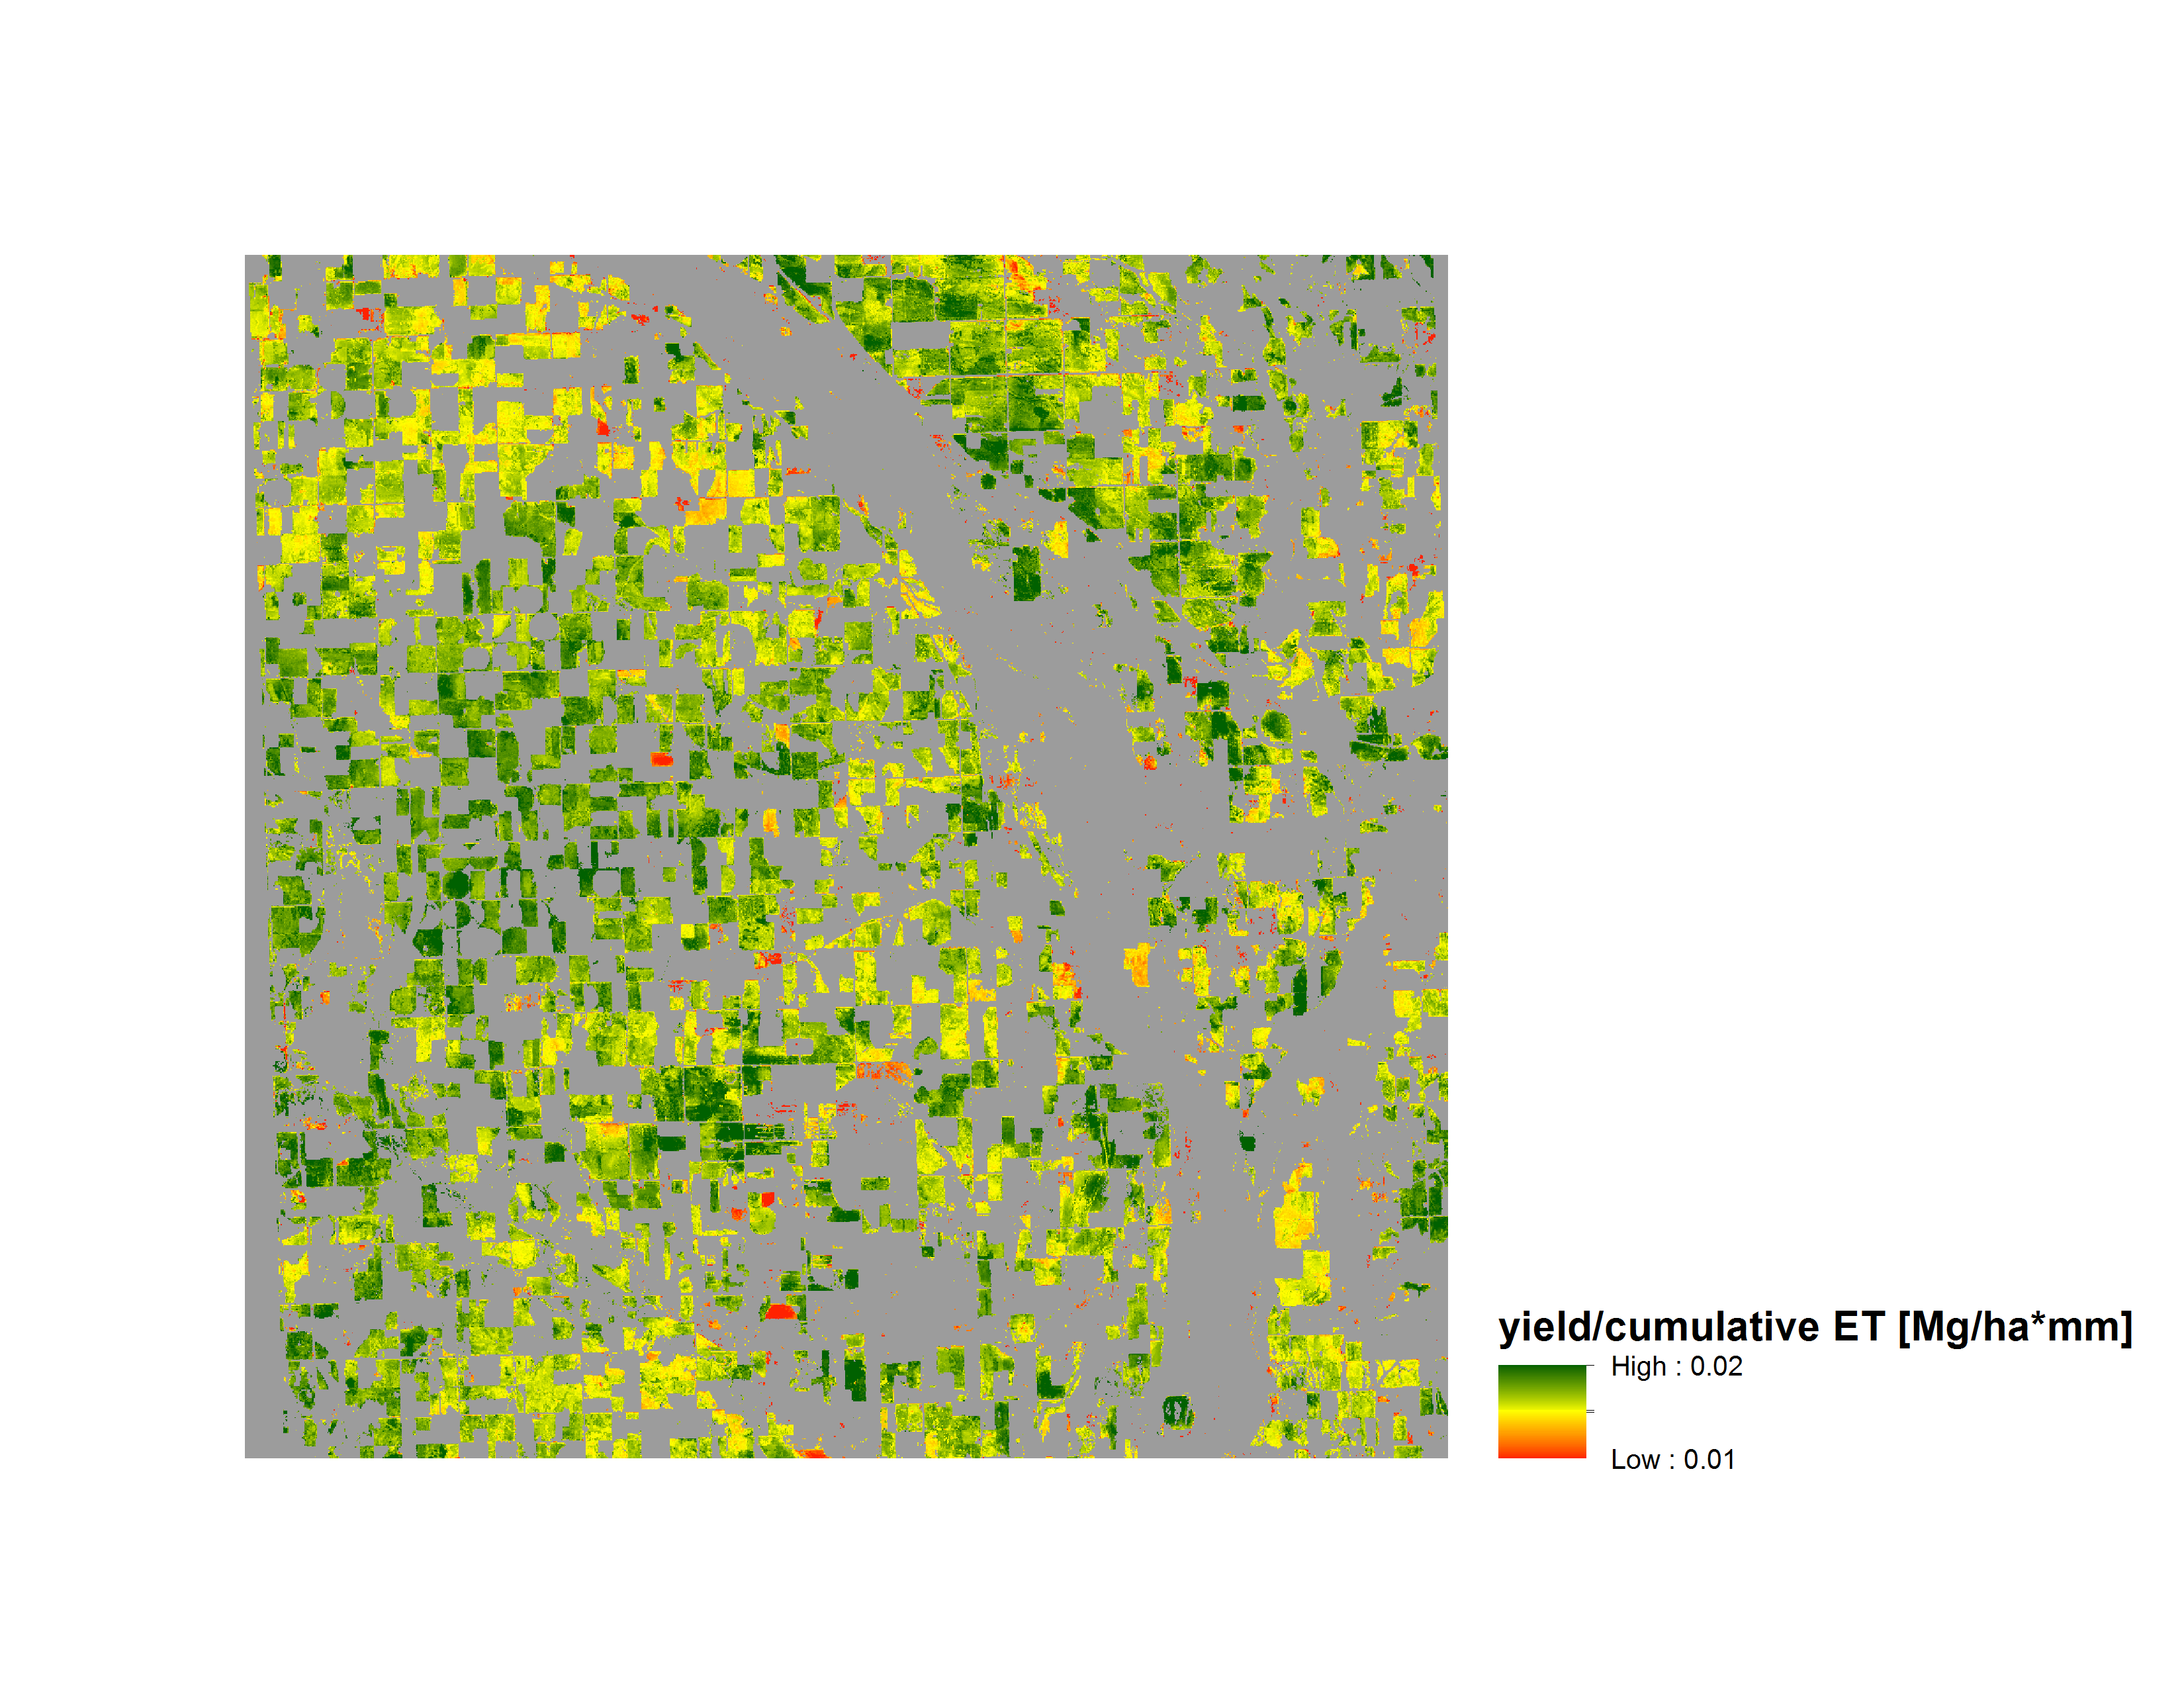 yield/cumulative ET [Mg/ha*mm]
High : 0.02
Low : 0.01